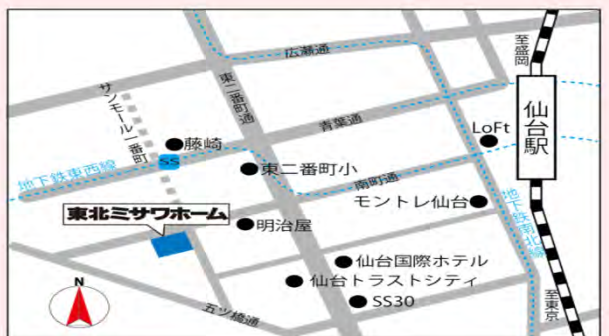 至盛岡
広瀬通
東二番町通
サンモール一番町
仙台駅
青葉通
LoFt
藤崎
SS
地下鉄東西線
東二番町小
南町通
モントレ仙台
地下鉄南北線
東北ミサワホーム
明治屋
仙台国際ホテル
仙台トラストシティ
SS30
至東京
五ツ橋通
N